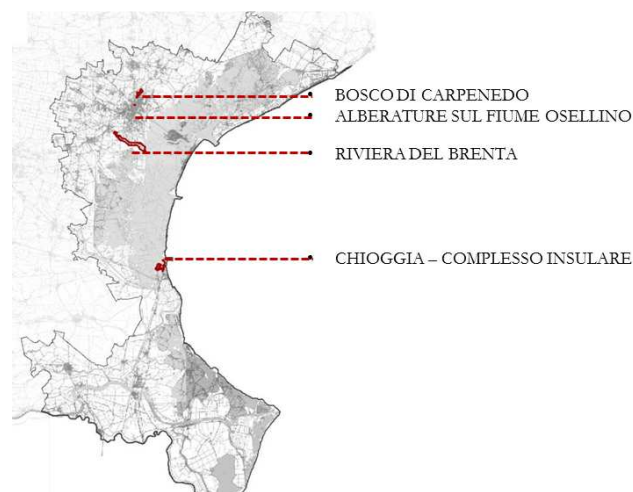 BOSCO DI CARPENEDO
ALBERATURE SUL FIUME OSELLINO
RIVIERA DEL BRENTA
CHIOGGIA – COMPLESSO INSULARE